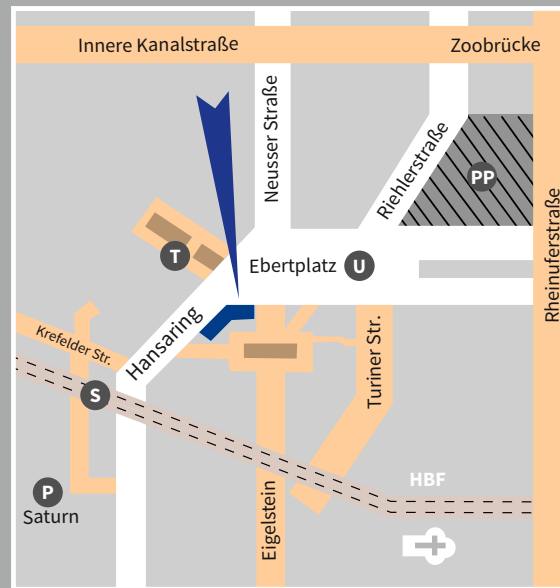 Innere Kanalstraße
Zoobrücke
Neusser Straße
Riehlerstraße
PP
Rheinuferstraße
T
Ebertplatz
U
Hansaring
Krefelder Str.
Turiner Str.
S
HBF
P
Saturn
Eigelstein